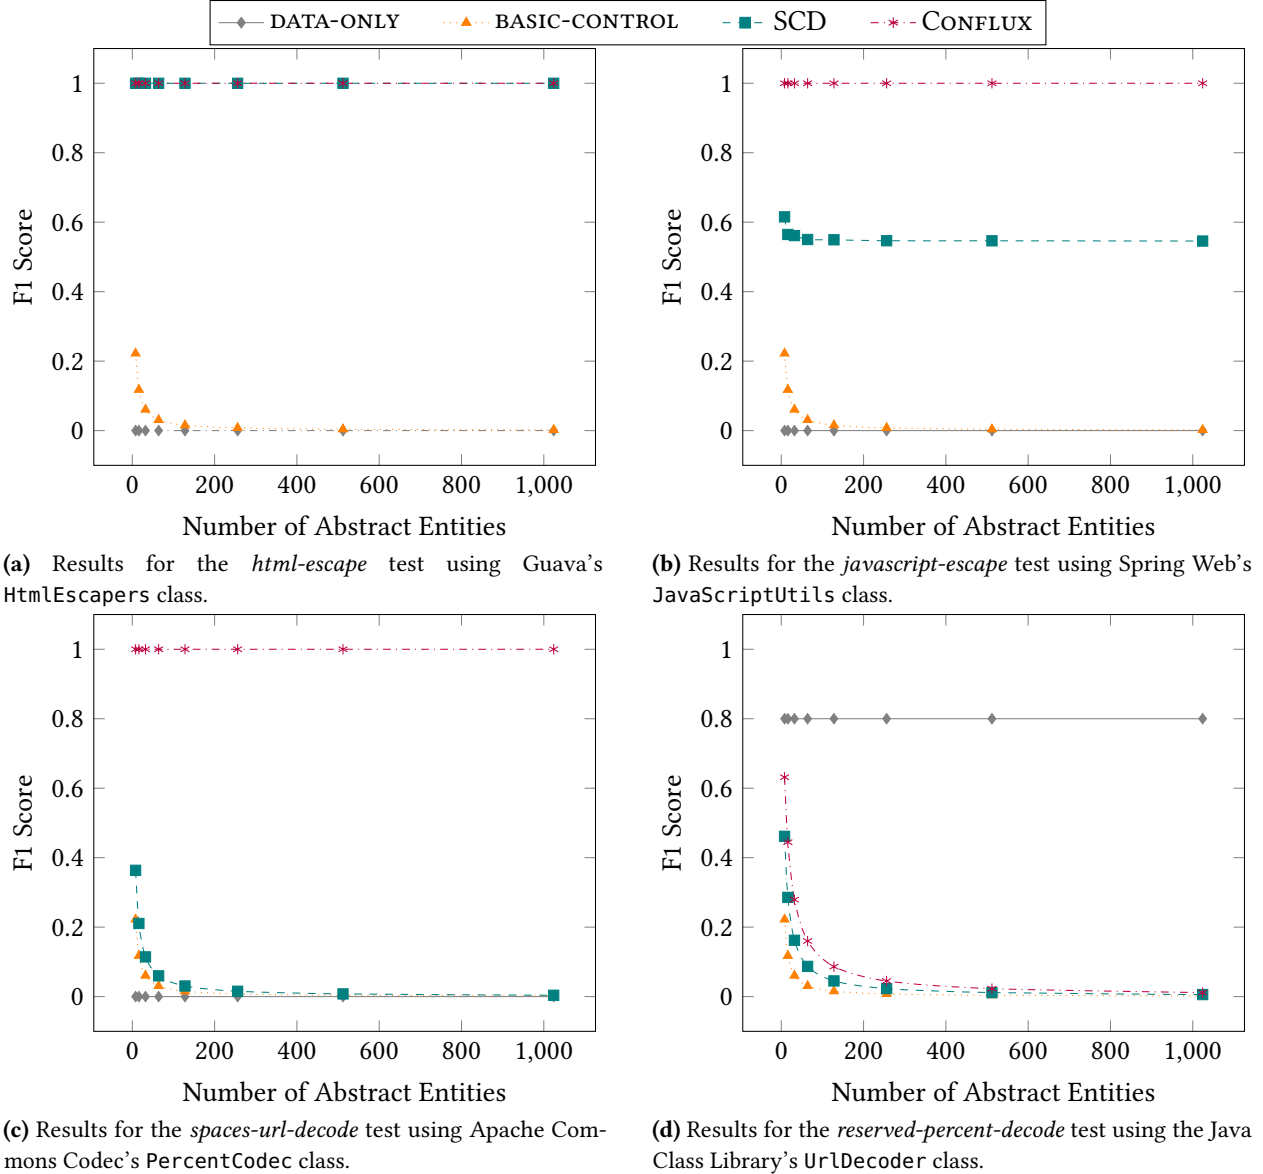 DATA-ONLY BASIC-CONTROL SCD CONFLUX
1
0.8
0.6
0.4
0.2
0
F1 Score
0 200 400 600 800 1,000
Number of Abstract Entities
(a) Results for the html-escape test using Guava's
HtmlEscapers class.
1
0.8
0.6
0.4
0.2
0
F1 Score
0 200 400 600 800 1,000
Number of Abstract Entities
(b) Results for the javascript-escape test using Spring Web's
JavaScriptUtils class.
1
0.8
0.6
0.4
0.2
0
F1 Score
0 200 400 600 800 1,000
Number of Abstract Entities
(c) Results for the spaces-url-decode test using Apache Com-
mons Codec's PercentCodec class.
1
0.8
0.6
0.4
0.2
0
F1 Score
0 200 400 600 800 1,000
Number of Abstract Entities
(d) Results for the reserved-percent-decode test using the Java
Class Library's UrlDecoder class.